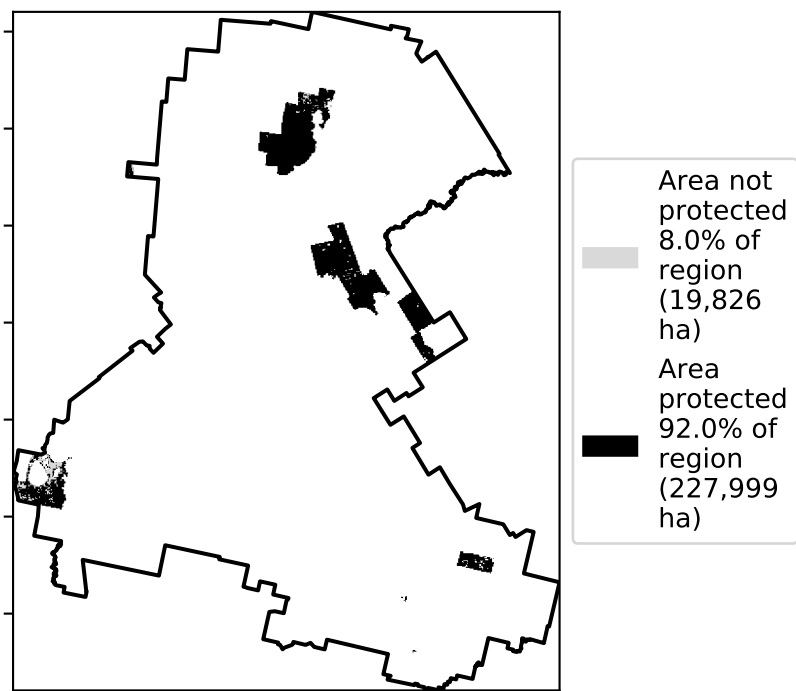 Area not
protected
8.0% of
region
(19,826
ha)
Area
protected
92.0% of
region
(227,999
ha)